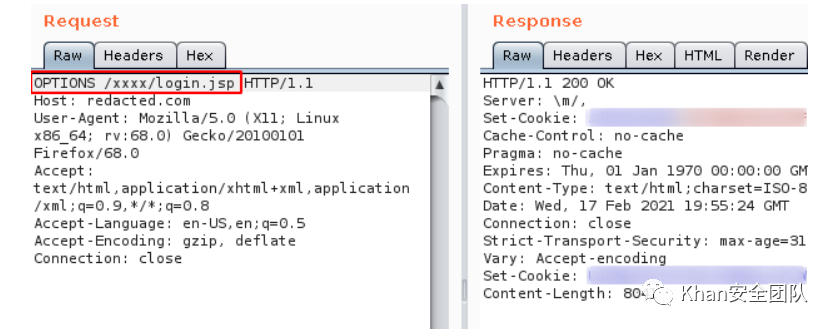 Request
Raw Headers Hex
OPTIONS /xxxx/login.jsp HTTP/1.1
Host: redacted.com
User-Agent: Mozilla/5.0 (X11; Linux
x86_64; rv:68.0) Gecko/20100101
Firefox/68.0
Accept:
text/html,application/xhtml+xml,application
/xml;q=0.9,*/*;q=0.8
Accept-Language: en-US,en;q=0.5
Accept-Encoding: gzip, deflate
Connection: close
Response
Raw Headers Hex HTML Render
HTTP/1.1 200 OK
Server: \m/,
Set-Cookie:
Cache-Control: no-cache
Pragma: no-cache
Expires: Thu, 01 Jan 1970 00:00:00 GM
Content-Type: text/html;charset=ISO-8
Date: Wed, 17 Feb 2021 19:55:24 GMT
Connection: close
Strict-Transport-Security: max-age=31
Vary: Accept-encoding
Set-Cookie:
Content-Length:
Khan安全团队